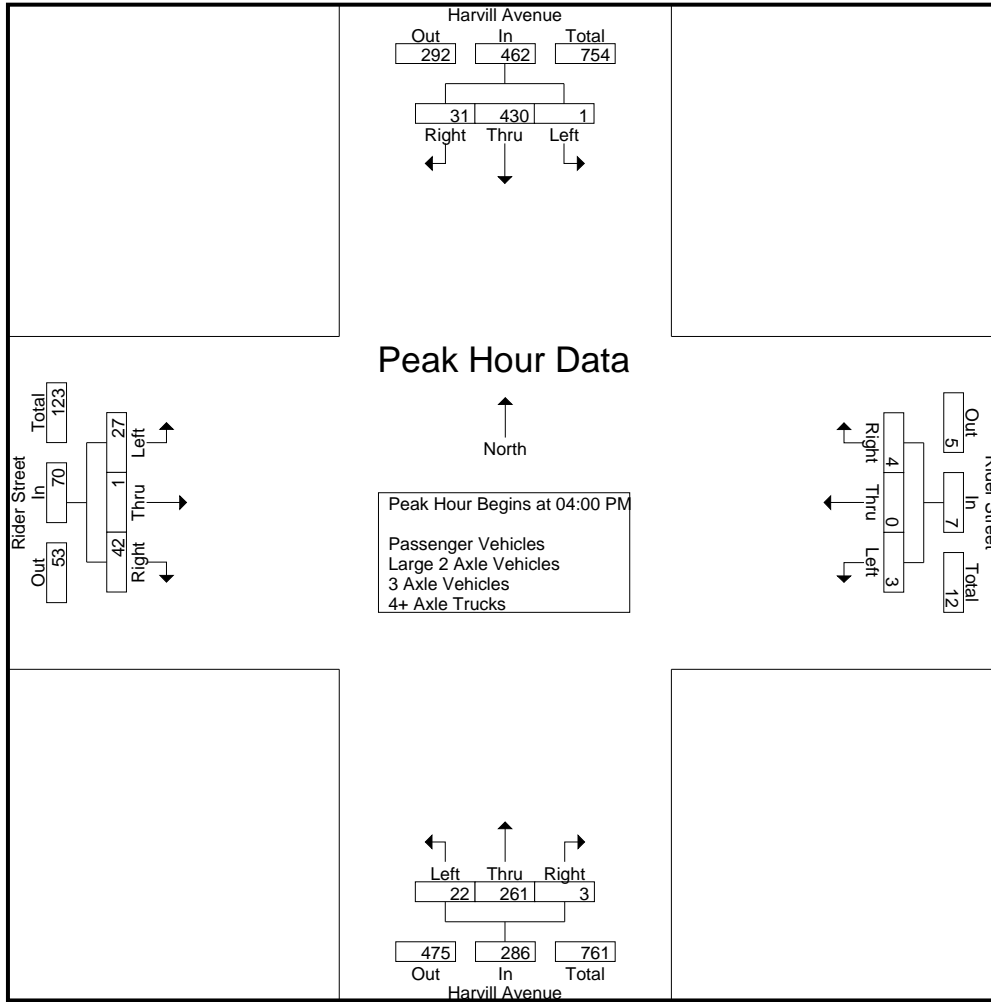 Harvill Avenue
Out In Total
292 462 754
31 430 1
Right Thru Left
Peak Hour Data
North
Peak Hour Begins at 04:00 PM
Passenger Vehicles
Large 2 Axle Vehicles
3 Axle Vehicles
4+ Axle Trucks
Rider Street
Total In Out
123 70 53
27 1 42
Left Thru Right
Rider Street
Out In Total
5 7 12
4 0 3
Right Thru Left
Left Thru Right
22 261 3
475 286 761
Out In Total
Harvill Avenue